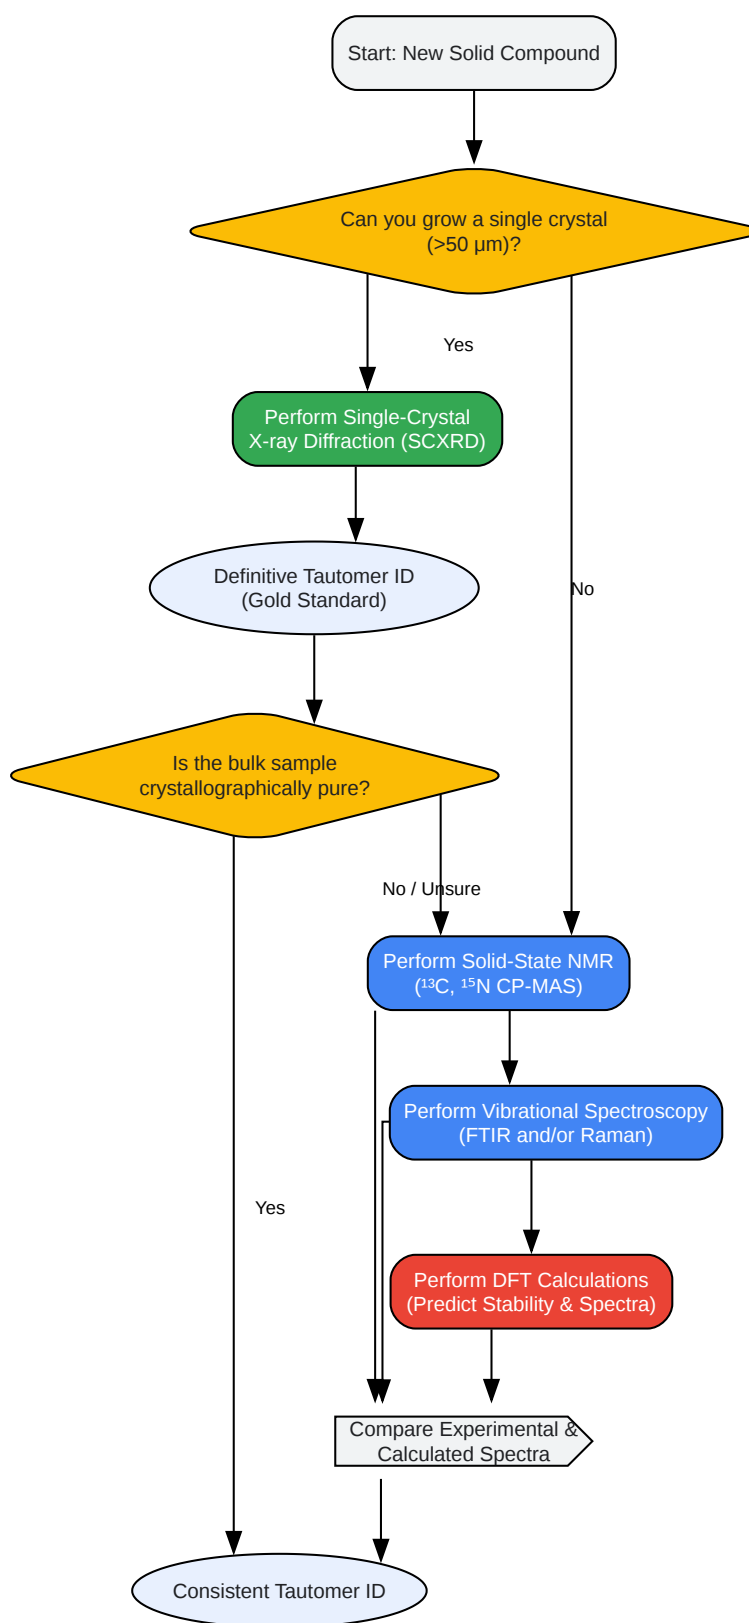 Start: New Solid Compound
Can you grow a single crystal
(>50 µm)?
Yes
Perform Single-Crystal
X-ray Diffraction (SCXRD)
Definitive Tautomer ID
(Gold Standard)
No
Is the bulk sample
crystallographically pure?
No / Unsure
Perform Solid-State NMR
(¹³C, ¹⁵N CP-MAS)
Perform Vibrational Spectroscopy
(FTIR and/or Raman)
Yes
Perform DFT Calculations
(Predict Stability & Spectra)
Compare Experimental &
Calculated Spectra
Consistent Tautomer ID